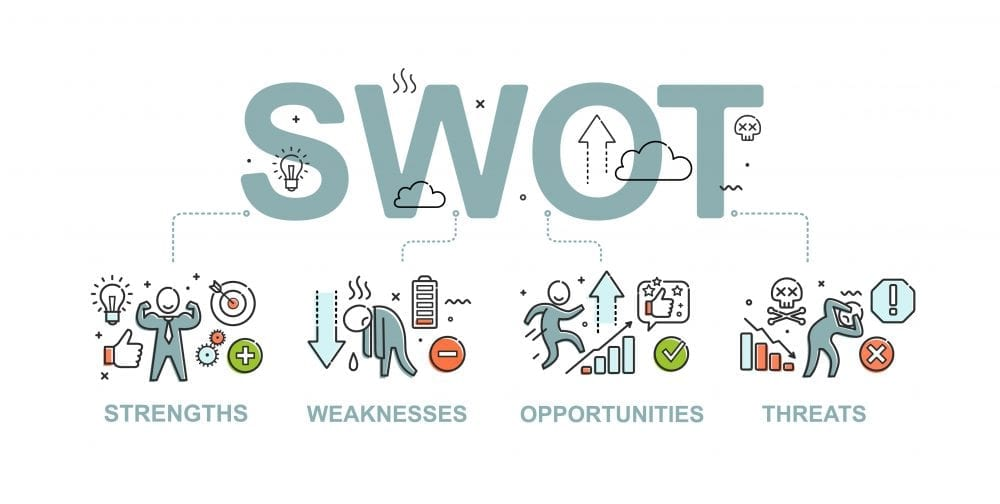 SWOT
STRENGTHS
WEAKNESSES
OPPORTUNITIES
THREATS